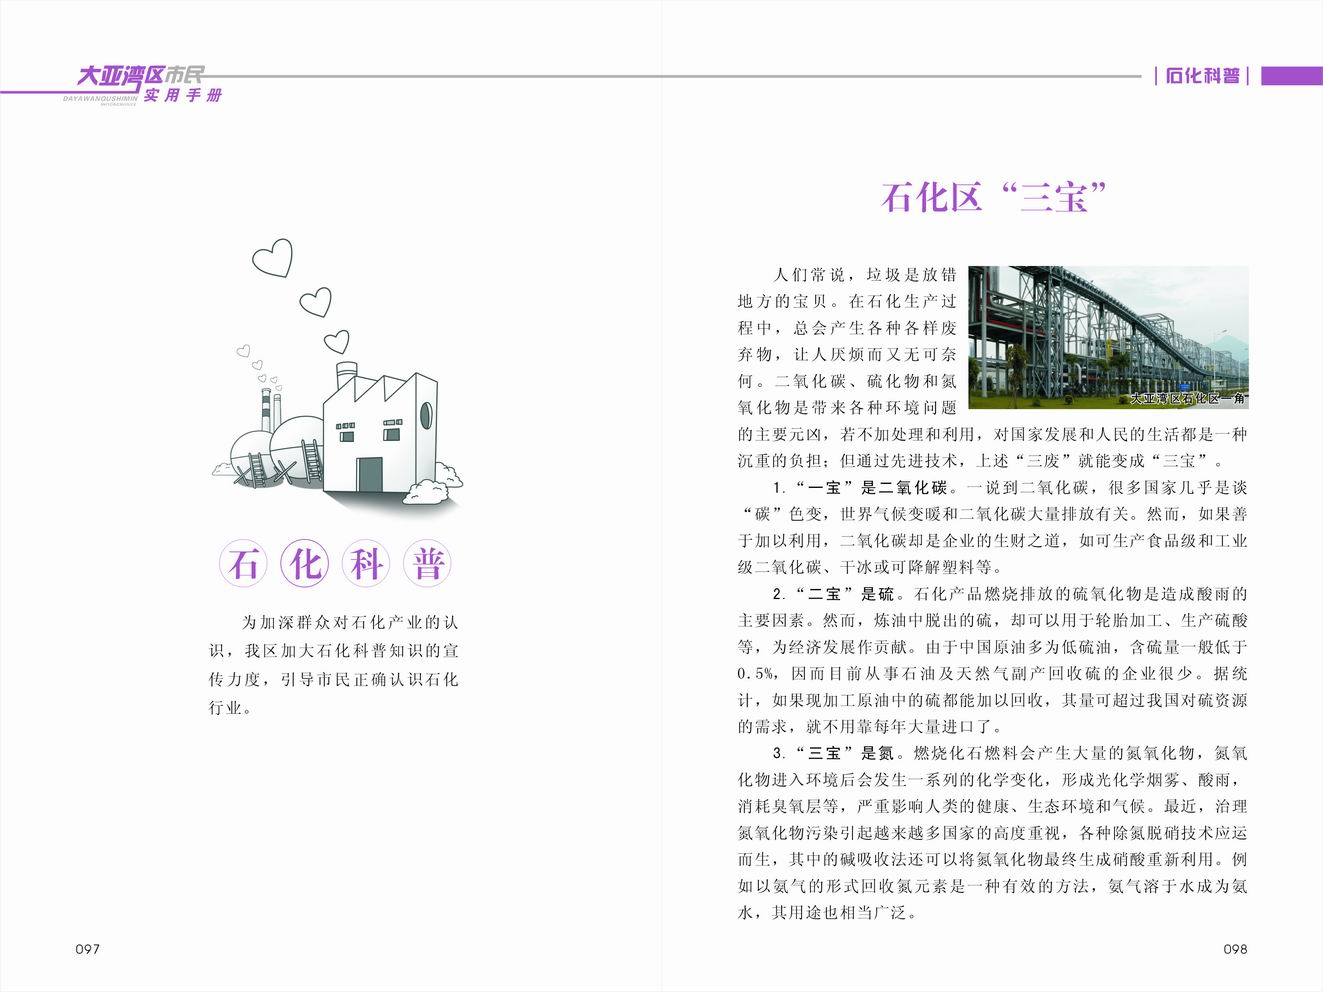 大亚湾区市民
DAYAWANQUSHIMIN
实用手册
石化科普
为加深群众对石化产业的认
识，我区加大石化科普知识的宣
传力度，引导市民正确认识石化
行业。
097
石化科普
石化区“三宝”
人们常说，垃圾是放错
地方的宝贝。在石化生产过
程中，总会产生各种各样废
弃物，让人厌烦而又无可奈
何。二氧化碳、硫化物和氮
氧化物是带来各种环境问题
大亚湾区石化区一角
的主要元凶，若不加处理和利用，对国家发展和人民的生活都是一种
沉重的负担；但通过先进技术，上述“三废”就能变成“三宝”。
1.“一宝”是二氧化碳。一说到二氧化碳，很多国家几乎是谈
“碳”色变，世界气候变暖和二氧化碳大量排放有关。然而，如果善
于加以利用，二氧化碳却是企业的生财之道，如可生产食品级和工业
级二氧化碳、干冰或可降解塑料等。
2.“二宝”是硫。石化产品燃烧排放的硫氧化物是造成酸雨的
主要因素。然而，炼油中脱出的硫，却可以用于轮胎加工、生产硫酸
等，为经济发展作贡献。由于中国原油多为低硫油，含硫量一般低于
0.5%，因而目前从事石油及天然气副产回收硫的企业很少。据统
计，如果现加工原油中的硫都能加以回收，其量可超过我国对硫资源
的需求，就不用靠每年大量进口了。
3.“三宝”是氮。燃烧化石燃料会产生大量的氮氧化物，氮氧
化物进入环境后会发生一系列的化学变化，形成光化学烟雾、酸雨，
消耗臭氧层等，严重影响人类的健康、生态环境和气候。最近，治理
氮氧化物污染引起越来越多国家的高度重视，各种除氮脱硝技术应运
而生，其中的碱吸收法还可以将氮氧化物最终生成硝酸重新利用。例
如以氨气的形式回收氮元素是一种有效的方法，氨气溶于水成为氨
水，其用途也相当广泛。
098